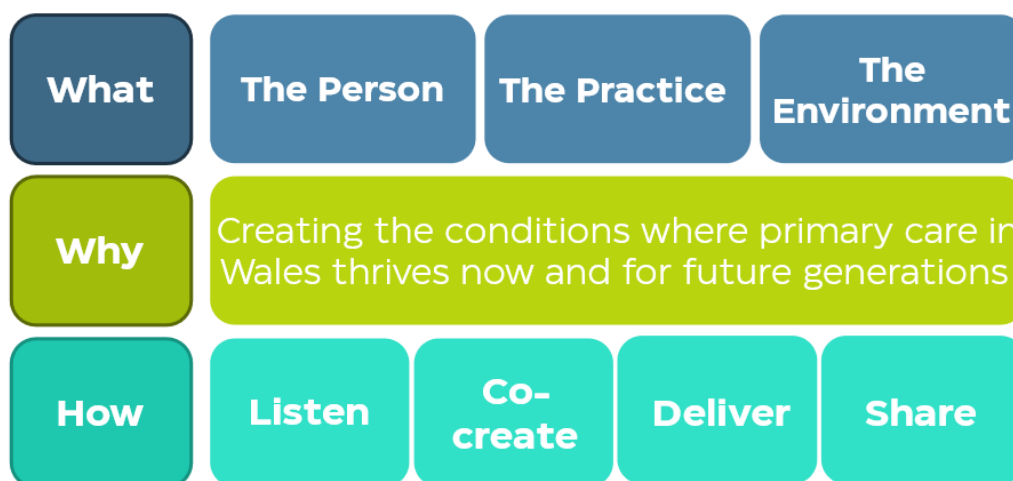 What
The Person
The Practice
The
Environment
Why
Creating the conditions where primary care in
Wales thrives now and for future generations
How
Listen
Co-
create
Deliver
Share